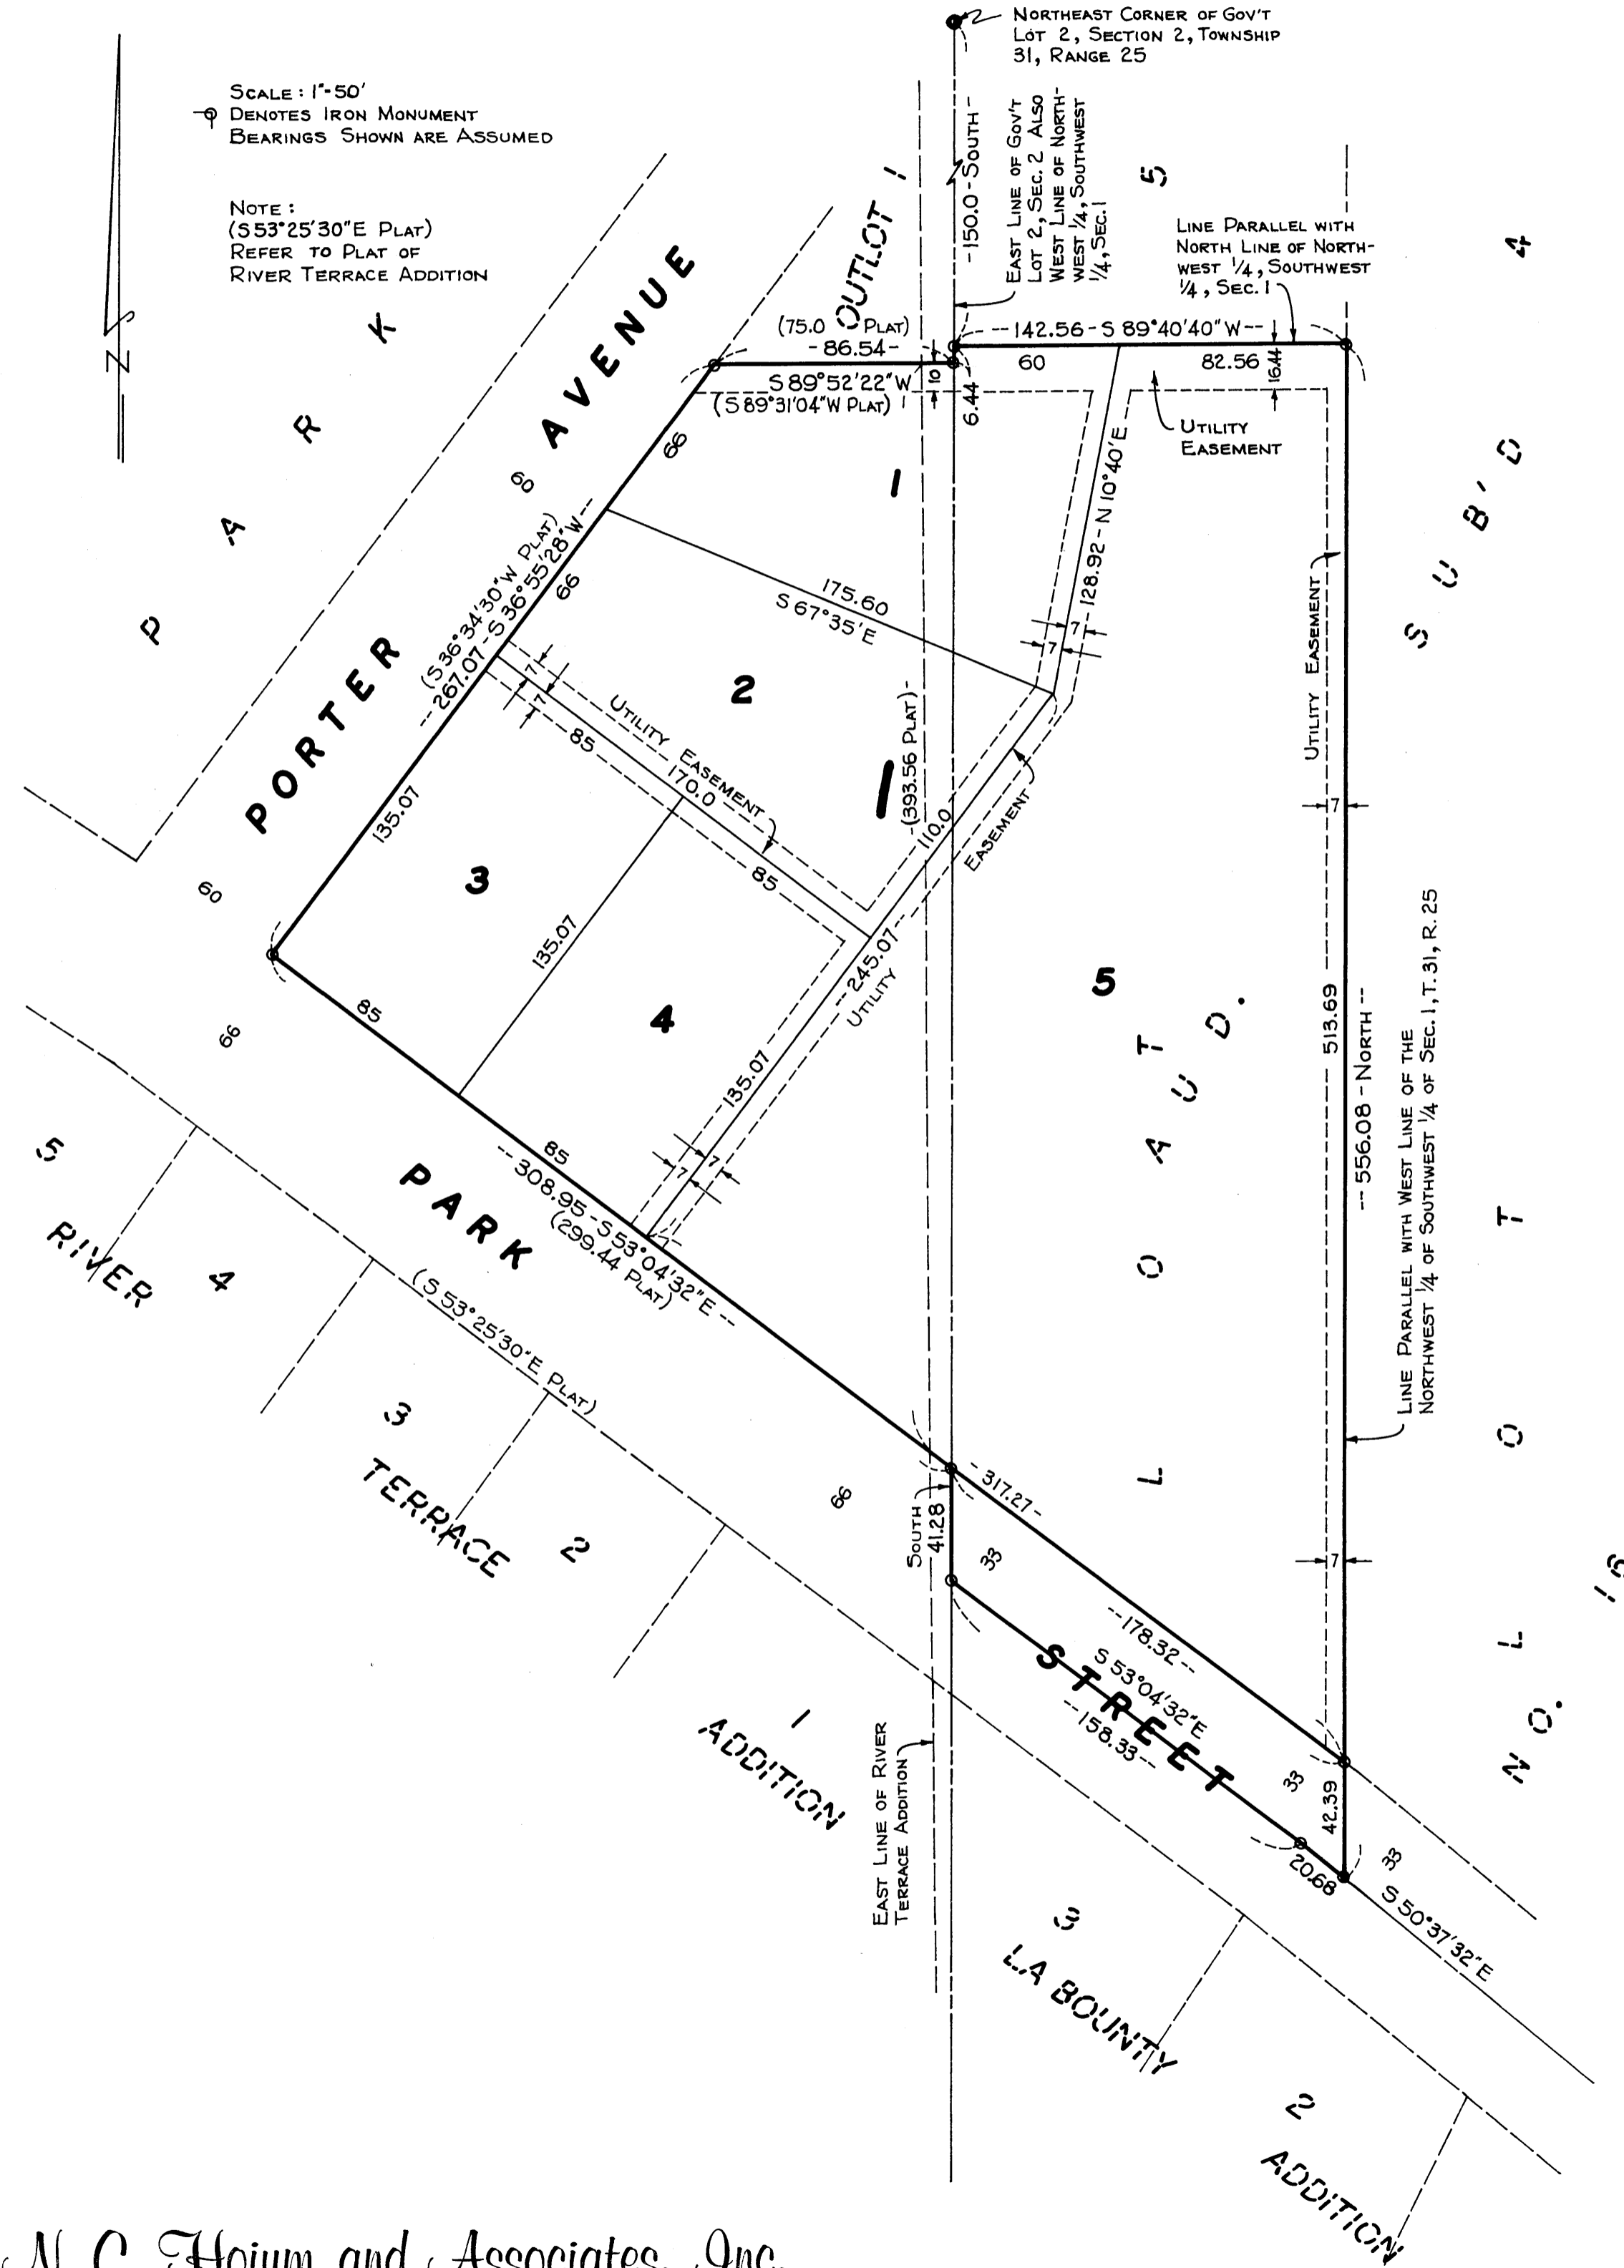 NORTHEAST CORNER OF GOV'T
LOT 2, SECTION 2, TOWNSHIP
31, RANGE 25
SCALE: 1"-50'
DENOTES IRON MONUMENT
BEARINGS SHOWN ARE ASSUMED
NOTE:
(S 53°25'30"E PLAT)
REFER TO PLAT OF
RIVER TERRACE ADDITION
N
PARK
PORTER AVENUE
OUTLOT 1
-150.0-SOUTH-
EAST LINE OF GOV'T
LOT 2, SEC. 2 ALSO
WEST LINE OF NORTH-
WEST 1/4, SOUTHWEST
1/4, SEC. 1
5
4
LINE PARALLEL WITH
NORTH LINE OF NORTH-
WEST 1/4, SOUTHWEST
1/4, SEC. 1
--142.56-S 89°40'40"W--
60
82.56
16.44
(75.0 PLAT)
-86.54-
S 89°52'22"W
(S 89°31'04"W PLAT)
10
6.44
UTILITY
EASEMENT
66
60
66
(S 36°34'30"W PLAT)
--267.07-S 36°55'28"W--
1
175.60
S 67°35'E
128.92-N 10°40'E
7
7
2
7
7
UTILITY EASEMENT
85
170.0
85
1
-(393.56 PLAT)-
110.0
EASEMENT
UTILITY
--245.07--
135.07
3
135.07
4
135.07
7
7
60
66
85
85
--308.95-S 53°04'32"E--
(299.44 PLAT)
PARK STREET
(S 53°25'30"E PLAT)
5
4
3
2
1
RIVER TERRACE ADDITION
66
5
UTILITY EASEMENT
7
513.69
--556.08-NORTH--
LINE PARALLEL WITH WEST LINE OF THE
NORTHWEST 1/4 OF SOUTHWEST 1/4 OF SEC. 1, T. 31, R. 25
7
LOT
AUD.
SUB'D
LOT
NO.
-317.27-
SOUTH
41.28
33
--178.32--
S 53°04'32"E
--158.33--
33
42.39
20.68
33
S 50°37'32"E
EAST LINE OF RIVER
TERRACE ADDITION
3
LA BOUNTY
2
ADDITION
N. C. Hoium and Associates, Inc.